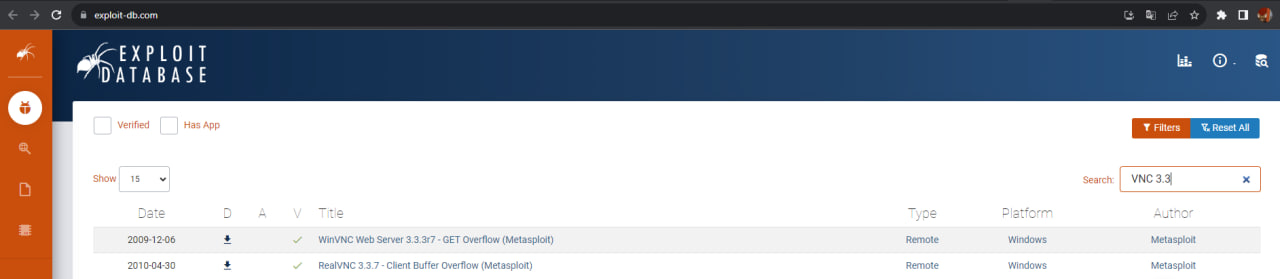 exploit-db.com
EXPLOIT
DATABASE
Verified Has App
Filters Reset All
Show 15 Search: VNC 3.3
Date D A V Title Type Platform Author
2009-12-06 WinVNC Web Server 3.3.3r7 - GET Overflow (Metasploit) Remote Windows Metasploit
2010-04-30 RealVNC 3.3.7 - Client Buffer Overflow (Metasploit) Remote Windows Metasploit